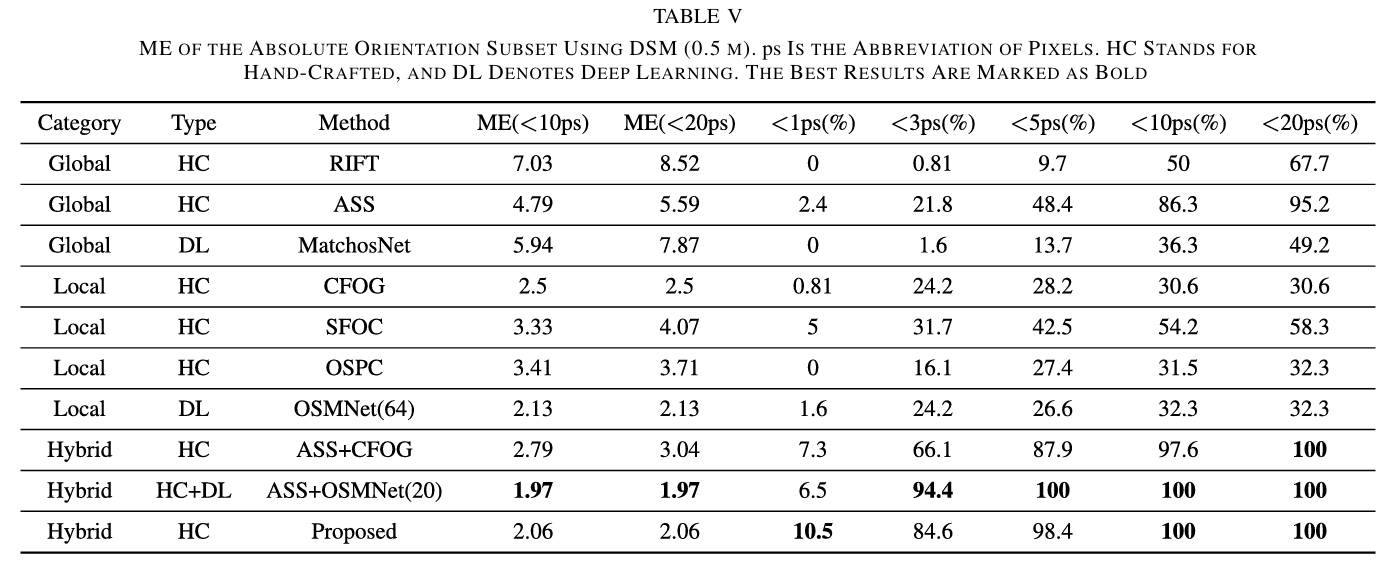 TABLE V
ME OF THE ABSOLUTE ORIENTATION SUBSET USING DSM (0.5 M). ps IS THE ABBREVIATION OF PIXELS. HC STANDS FOR
HAND-CRAFTED, AND DL DENOTES DEEP LEARNING. THE BEST RESULTS ARE MARKED AS BOLD
Category Type Method ME(<10ps) ME(<20ps) <1ps(%) <3ps(%) <5ps(%) <10ps(%) <20ps(%)
Global HC RIFT 7.03 8.52 0 0.81 9.7 50 67.7
Global HC ASS 4.79 5.59 2.4 21.8 48.4 86.3 95.2
Global DL MatchosNet 5.94 7.87 0 1.6 13.7 36.3 49.2
Local HC CFOG 2.5 2.5 0.81 24.2 28.2 30.6 30.6
Local HC SFOC 3.33 4.07 5 31.7 42.5 54.2 58.3
Local HC OSPC 3.41 3.71 0 16.1 27.4 31.5 32.3
Local DL OSMNet(64) 2.13 2.13 1.6 24.2 26.6 32.3 32.3
Hybrid HC ASS+CFOG 2.79 3.04 7.3 66.1 87.9 97.6 100
Hybrid HC+DL ASS+OSMNet(20) 1.97 1.97 6.5 94.4 100 100 100
Hybrid HC Proposed 2.06 2.06 10.5 84.6 98.4 100 100